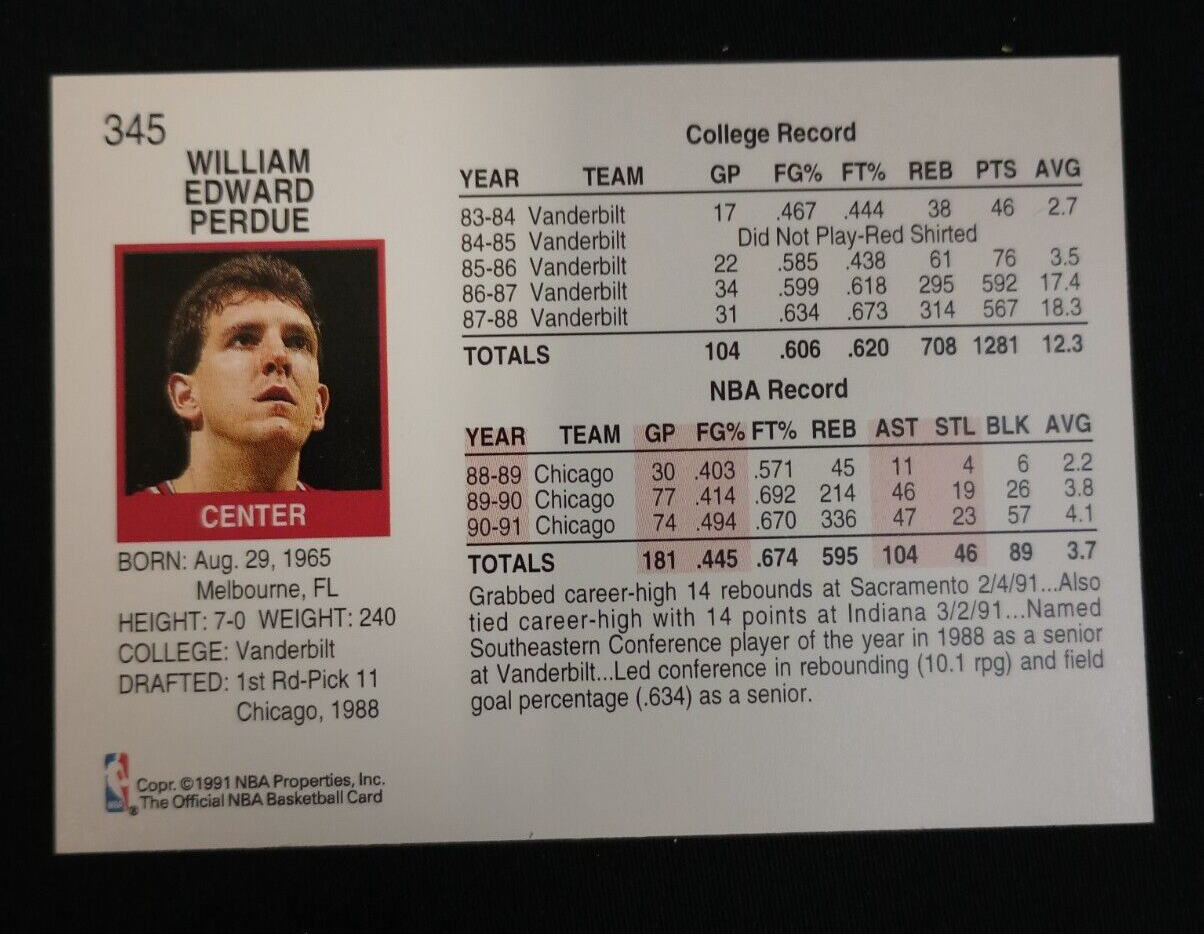 345
WILLIAM
EDWARD
PERDUE
CENTER
BORN: Aug. 29, 1965
Melbourne, FL
HEIGHT: 7-0 WEIGHT: 240
COLLEGE: Vanderbilt
DRAFTED: 1st Rd-Pick 11
Chicago, 1988
Copr. ©1991 NBA Properties, Inc.
The Official NBA Basketball Card
College Record
YEAR TEAM GP FG% FT% REB PTS AVG
83-84 Vanderbilt 17 .467 .444 38 46 2.7
84-85 Vanderbilt Did Not Play-Red Shirted
85-86 Vanderbilt 22 .585 .438 61 76 3.5
86-87 Vanderbilt 34 .599 .618 295 592 17.4
87-88 Vanderbilt 31 .634 .673 314 567 18.3
TOTALS 104 .606 .620 708 1281 12.3
NBA Record
YEAR TEAM GP FG% FT% REB AST STL BLK AVG
88-89 Chicago 30 .403 .571 45 11 4 6 2.2
89-90 Chicago 77 .414 .692 214 46 19 26 3.8
90-91 Chicago 74 .494 .670 336 47 23 57 4.1
TOTALS 181 .445 .674 595 104 46 89 3.7
Grabbed career-high 14 rebounds at Sacramento 2/4/91...Also
tied career-high with 14 points at Indiana 3/2/91...Named
Southeastern Conference player of the year in 1988 as a senior
at Vanderbilt...Led conference in rebounding (10.1 rpg) and field
goal percentage (.634) as a senior.